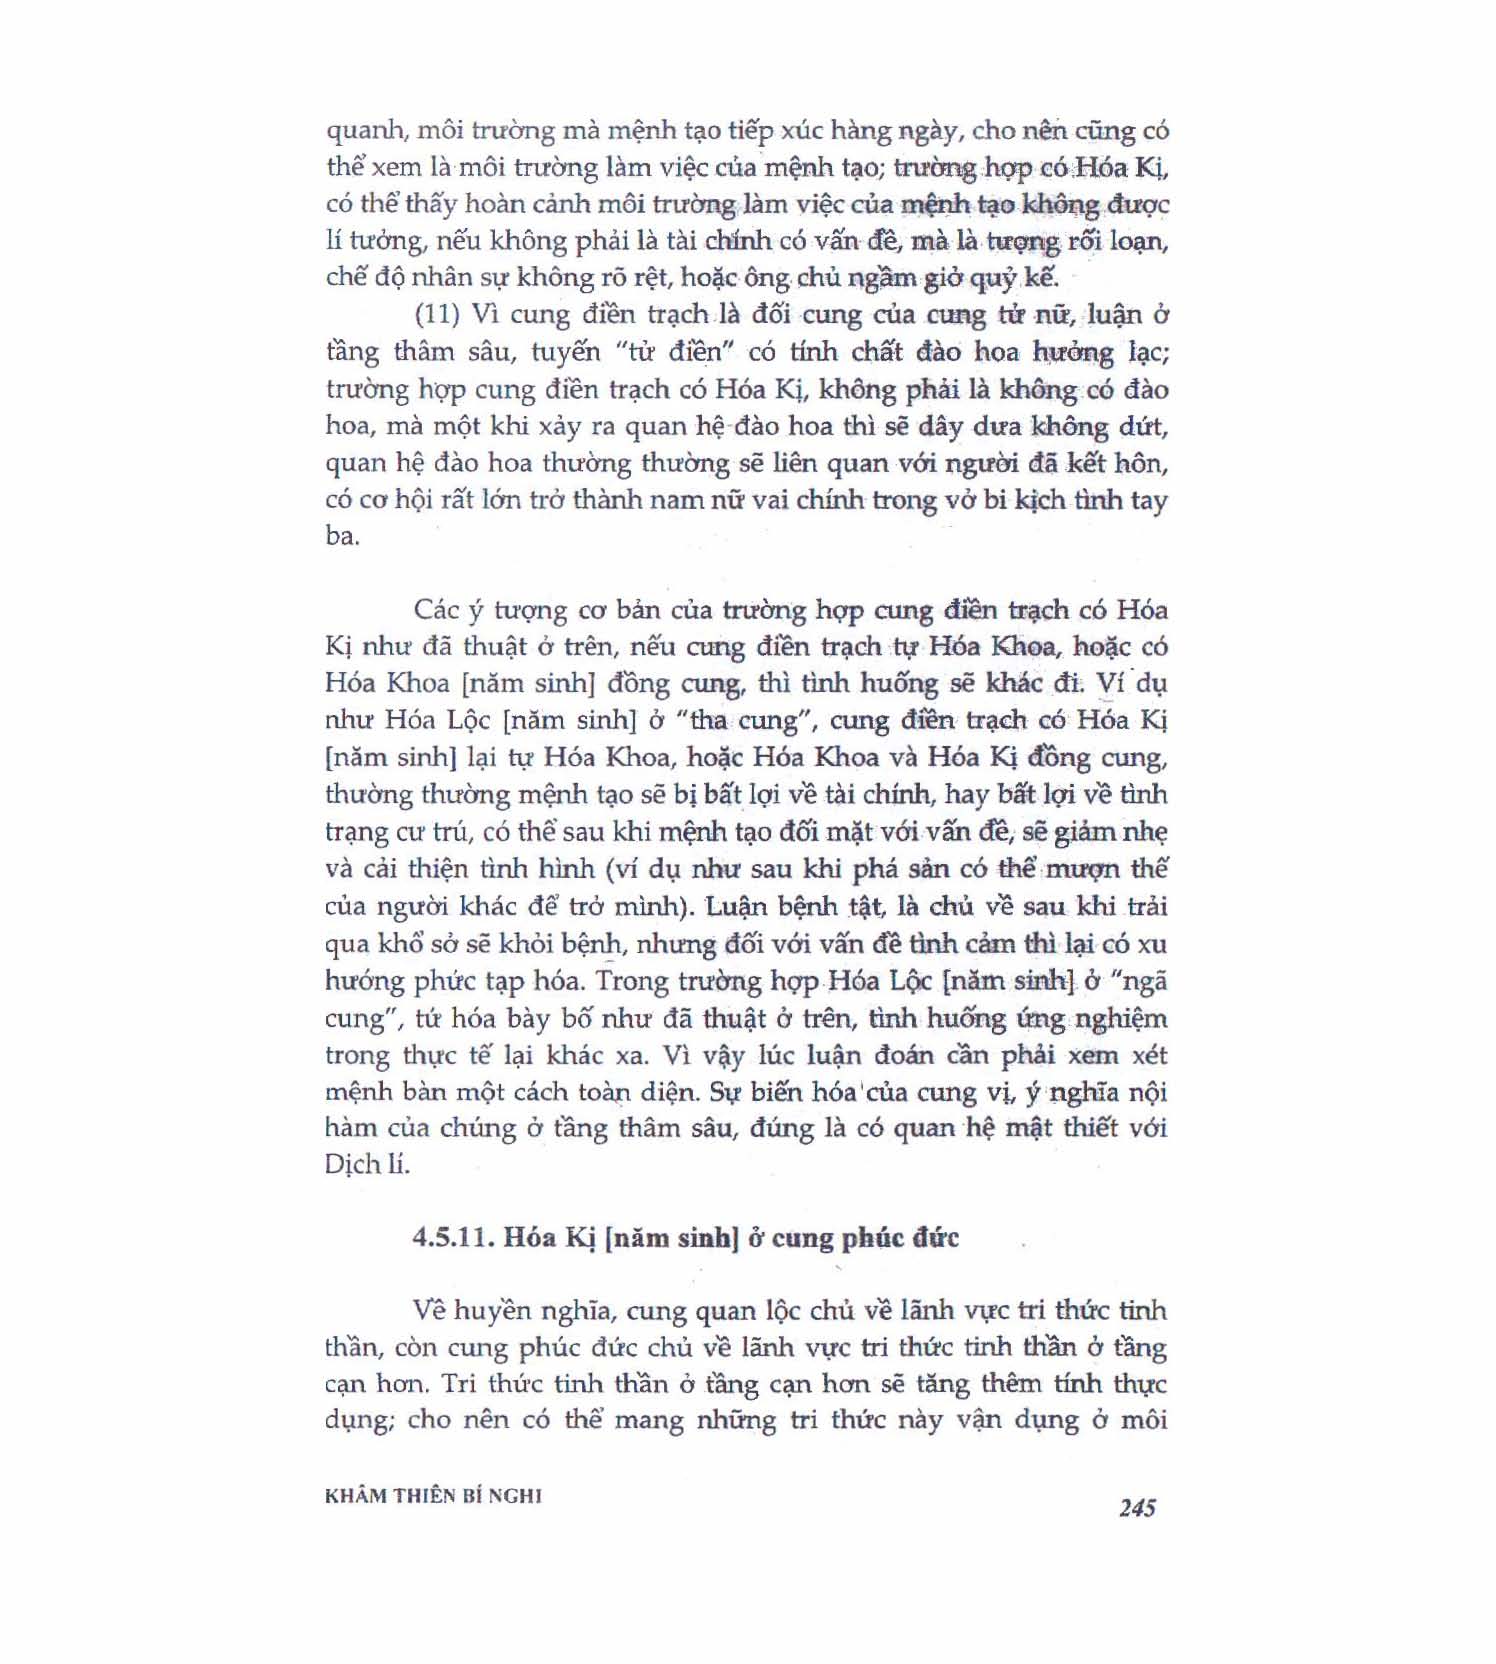 quanh, môi trường mà mệnh tạo tiếp xúc hàng ngày, cho nên cũng có
thể xem là môi trường làm việc của mệnh tạo; trường hợp có Hóa Kị,
có thể thấy hoàn cảnh môi trường làm việc của mệnh tạo không được
lí tưởng, nếu không phải là tài chính có vấn đề, mà là tượng rối loạn,
chế độ nhân sự không rõ rệt, hoặc ông chủ ngầm giở quỷ kế.
(11) Vì cung điền trạch là đối cung của cung tử nữ, luận ở
tầng thâm sâu, tuyến "tử điền" có tính chất đào hoa hưởng lạc;
trường hợp cung điền trạch có Hóa Kị, không phải là không có đào
hoa, mà một khi xảy ra quan hệ đào hoa thì sẽ dây dưa không dứt,
quan hệ đào hoa thường thường sẽ liên quan với người đã kết hôn,
có cơ hội rất lớn trở thành nam nữ vai chính trong vở bi kịch tình tay
ba.
Các ý tượng cơ bản của trường hợp cung điền trạch có Hóa
Kị như đã thuật ở trên, nếu cung điền trạch tự Hóa Khoa, hoặc có
Hóa Khoa [năm sinh] đồng cung, thì tình huống sẽ khác đi. Ví dụ
như Hóa Lộc [năm sinh] ở "tha cung", cung điền trạch có Hóa Kị
[năm sinh] lại tự Hóa Khoa, hoặc Hóa Khoa và Hóa Kị đồng cung,
thường thường mệnh tạo sẽ bị bất lợi về tài chính, hay bất lợi về tình
trạng cư trú, có thể sau khi mệnh tạo đối mặt với vấn đề, sẽ giảm nhẹ
và cải thiện tình hình (ví dụ như sau khi phá sản có thể mượn thế
của người khác để trở mình). Luận bệnh tật, là chủ về sau khi trải
qua khổ sở sẽ khỏi bệnh, nhưng đối với vấn đề tình cảm thì lại có xu
hướng phức tạp hóa. Trong trường hợp Hóa Lộc [năm sinh] ở "ngã
cung", tứ hóa bày bố như đã thuật ở trên, tình huống ứng nghiệm
trong thực tế lại khác xa. Vì vậy lúc luận đoán cần phải xem xét
mệnh bàn một cách toàn diện. Sự biến hóa của cung vị, ý nghĩa nội
hàm của chúng ở tầng thâm sâu, đúng là có quan hệ mật thiết với
Dịch lí.
4.5.11. Hóa Kị [năm sinh] ở cung phúc đức
Về huyền nghĩa, cung quan lộc chủ về lãnh vực tri thức tinh
thần, còn cung phúc đức chủ về lãnh vực tri thức tinh thần ở tầng
cạn hơn. Tri thức tinh thần ở tầng cạn hơn sẽ tăng thêm tính thực
dụng; cho nên có thể mang những tri thức này vận dụng ở môi
KHÂM THIÊN BÍ NGHI
245